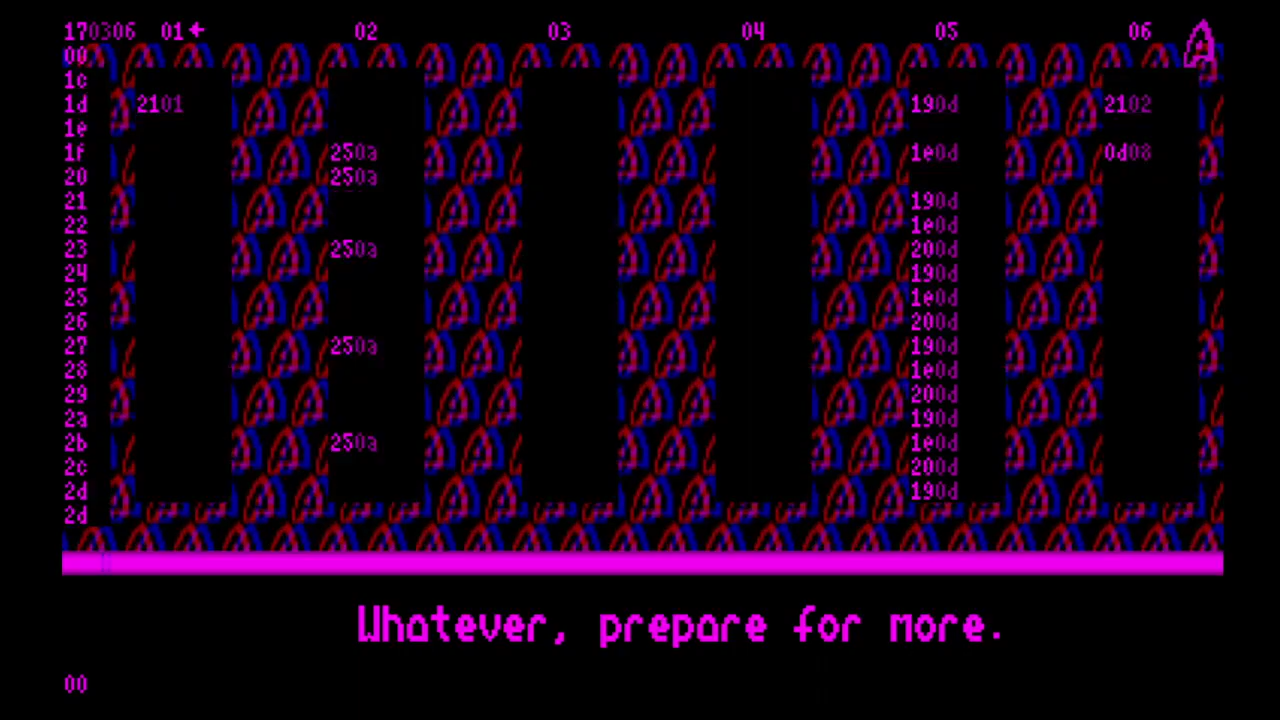 170306 01 02 03 04 05 06
00
1c
1d 2101 190d 2102
1e
1f 250a 1e0d 0d08
20 250a
21 190d
22 1e0d
23 250a 200d
24 190d
25 1e0d
26 200d
27 250a 190d
28 1e0d
29 200d
2a 190d
2b 250a 1e0d
2c 200d
2d 190d
2d
Whatever, prepare for more.
00